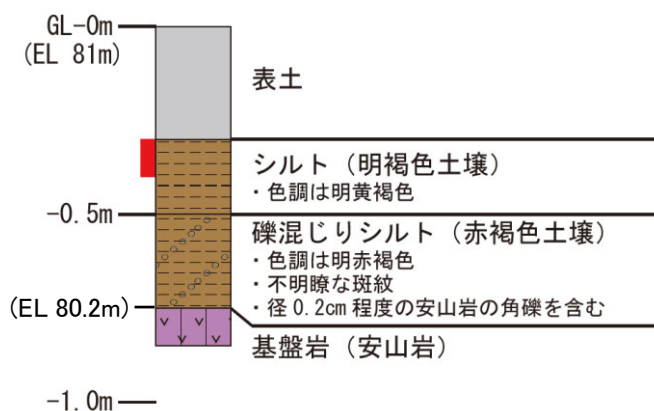 GL-0m
(EL 81m)
表土
シルト（明褐色土壌）
・色調は明黄褐色
-0.5m
礫混じりシルト（赤褐色土壌）
・色調は明赤褐色
・不明瞭な斑紋
・径0.2cm程度の安山岩の角礫を含む
(EL 80.2m)
基盤岩（安山岩）
-1.0m